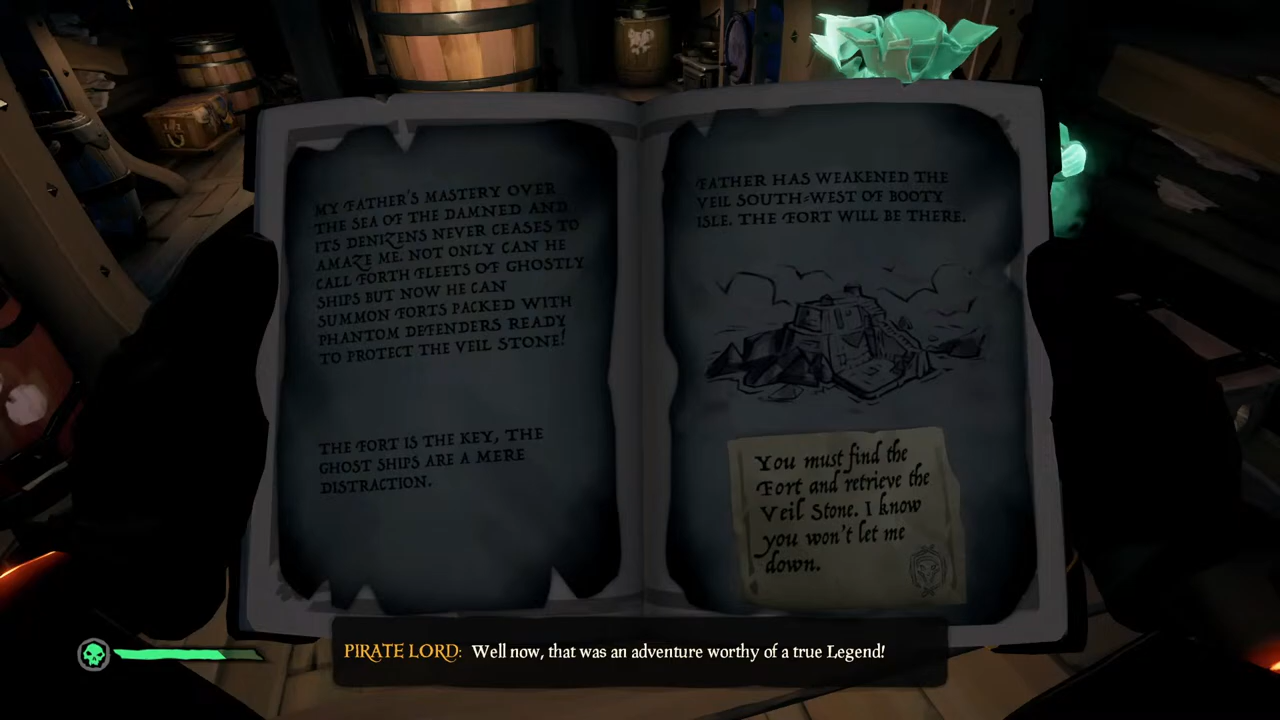 MY FATHER'S MASTERY OVER
THE SEA OF THE DAMNED AND
ITS DENIZENS NEVER CEASES TO
AMAZE ME. NOT ONLY CAN HE
CALL FORTH FLEETS OF GHOSTLY
SHIPS BUT NOW HE CAN
SUMMON FORTS PACKED WITH
PHANTOM DEFENDERS READY
TO PROTECT THE VEIL STONE!
THE FORT IS THE KEY, THE
GHOST SHIPS ARE A MERE
DISTRACTION.
FATHER HAS WEAKENED THE
VEIL SOUTH-WEST OF BOOTY
ISLE. THE FORT WILL BE THERE.
You must find the
Fort and retrieve the
Veil Stone. I know
you won't let me
down.
PIRATE LORD: Well now, that was an adventure worthy of a true Legend!